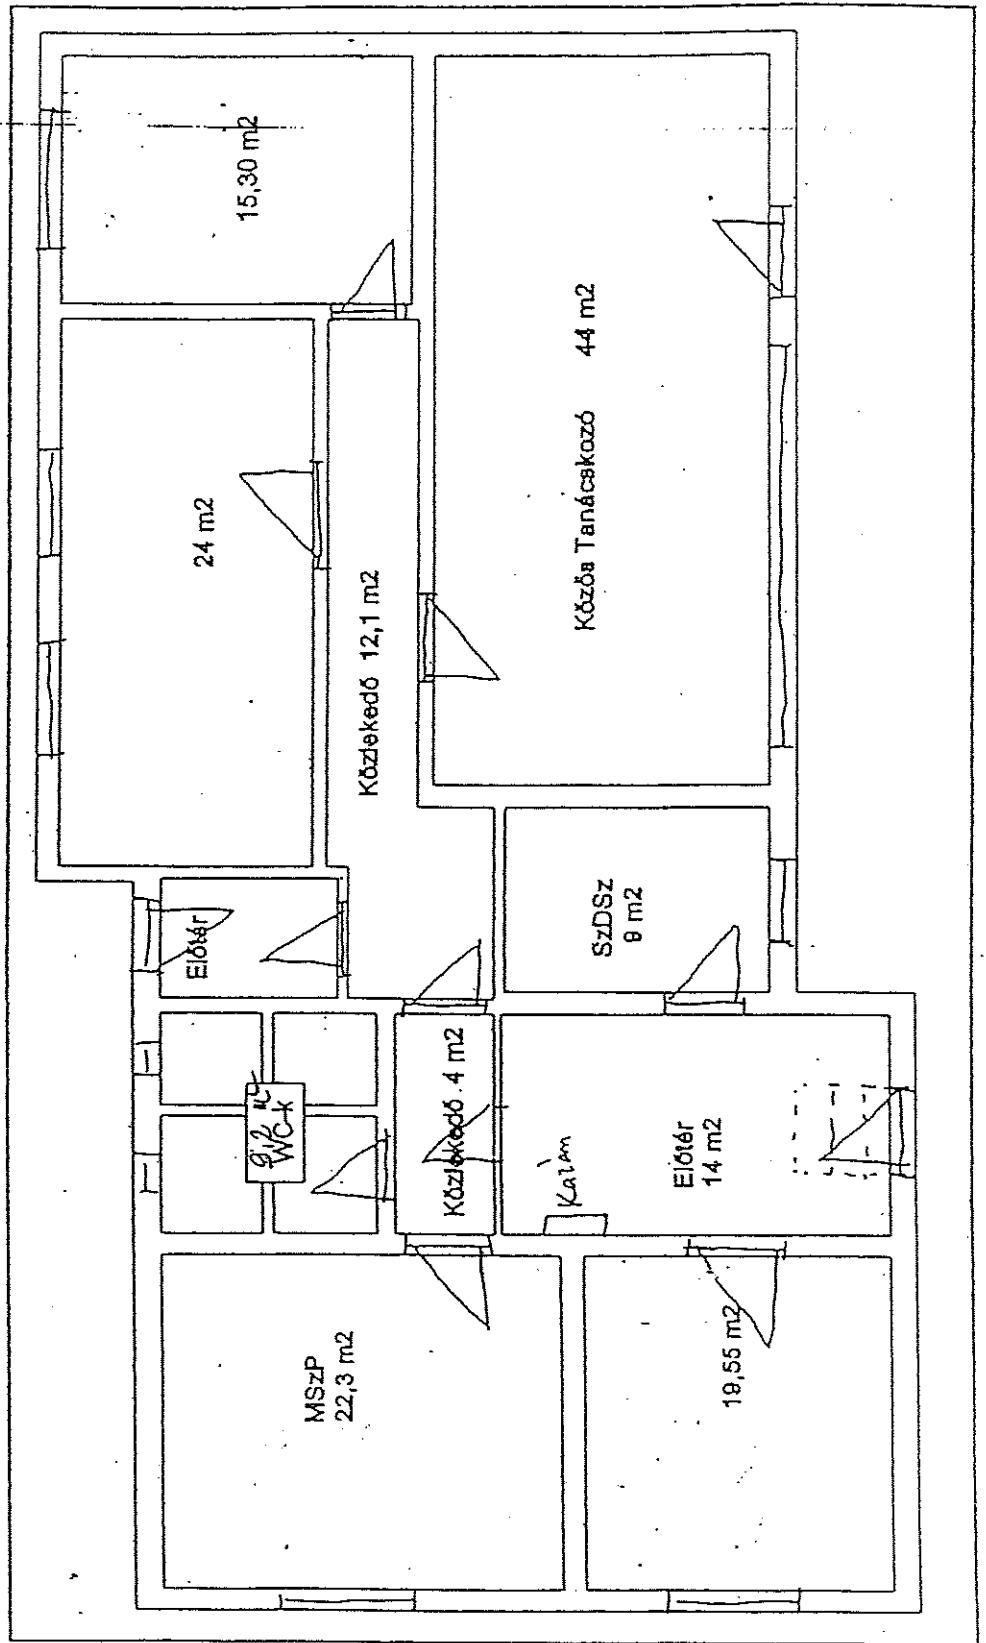 15,30 m2
24 m2
Közlekedő 12,1 m2
Közös Tanácskozó 44 m2
Előtér
SzDSz
9 m2
WC-k
Közlekedő 4 m2
Kazán
Előtér
14 m2
MSzP
22,3 m2
19,55 m2